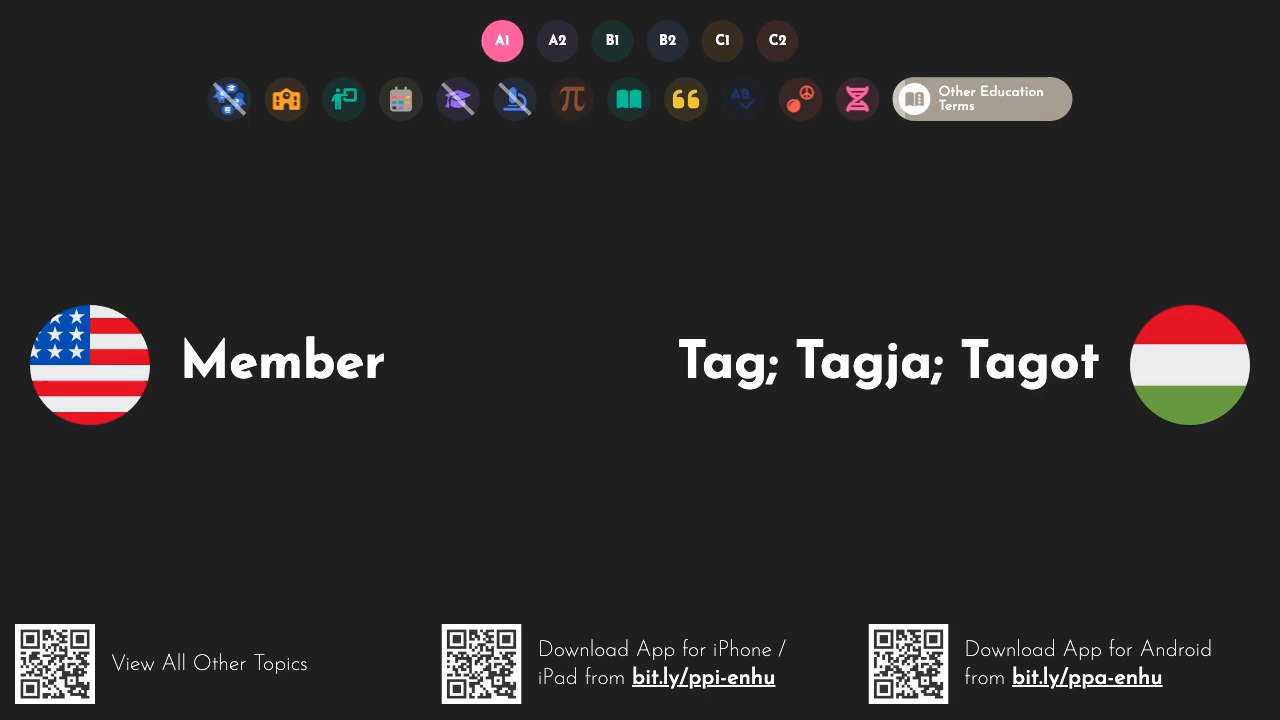 A1 A2 B1 B2 C1 C2
Other Education
Terms
Member
Tag; Tagja; Tagot
View All Other Topics
Download App for iPhone /
iPad from bit.ly/ppi-enhu
Download App for Android
from bit.ly/ppa-enhu